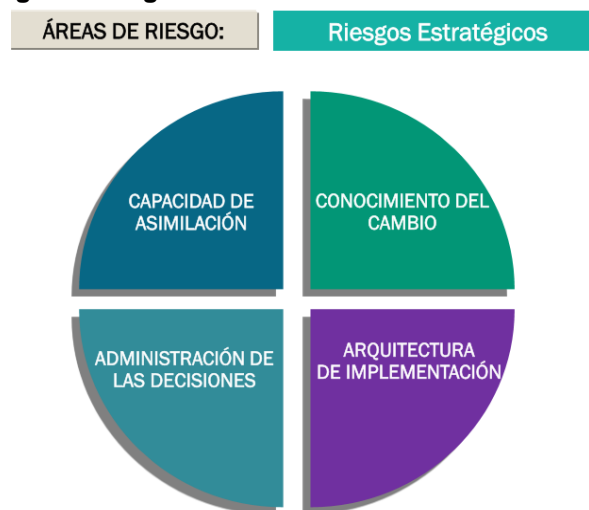 ÁREAS DE RIESGO:
Riesgos Estratégicos
CAPACIDAD DE
ASIMILACIÓN
CONOCIMIENTO DEL
CAMBIO
ADMINISTRACIÓN DE
LAS DECISIONES
ARQUITECTURA
DE IMPLEMENTACIÓN